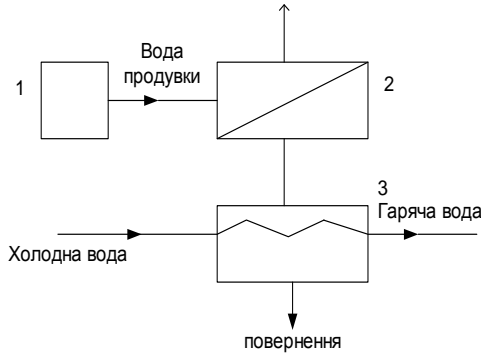 Вода
продувки
1
2
3
Гаряча вода
Холодна вода
повернення